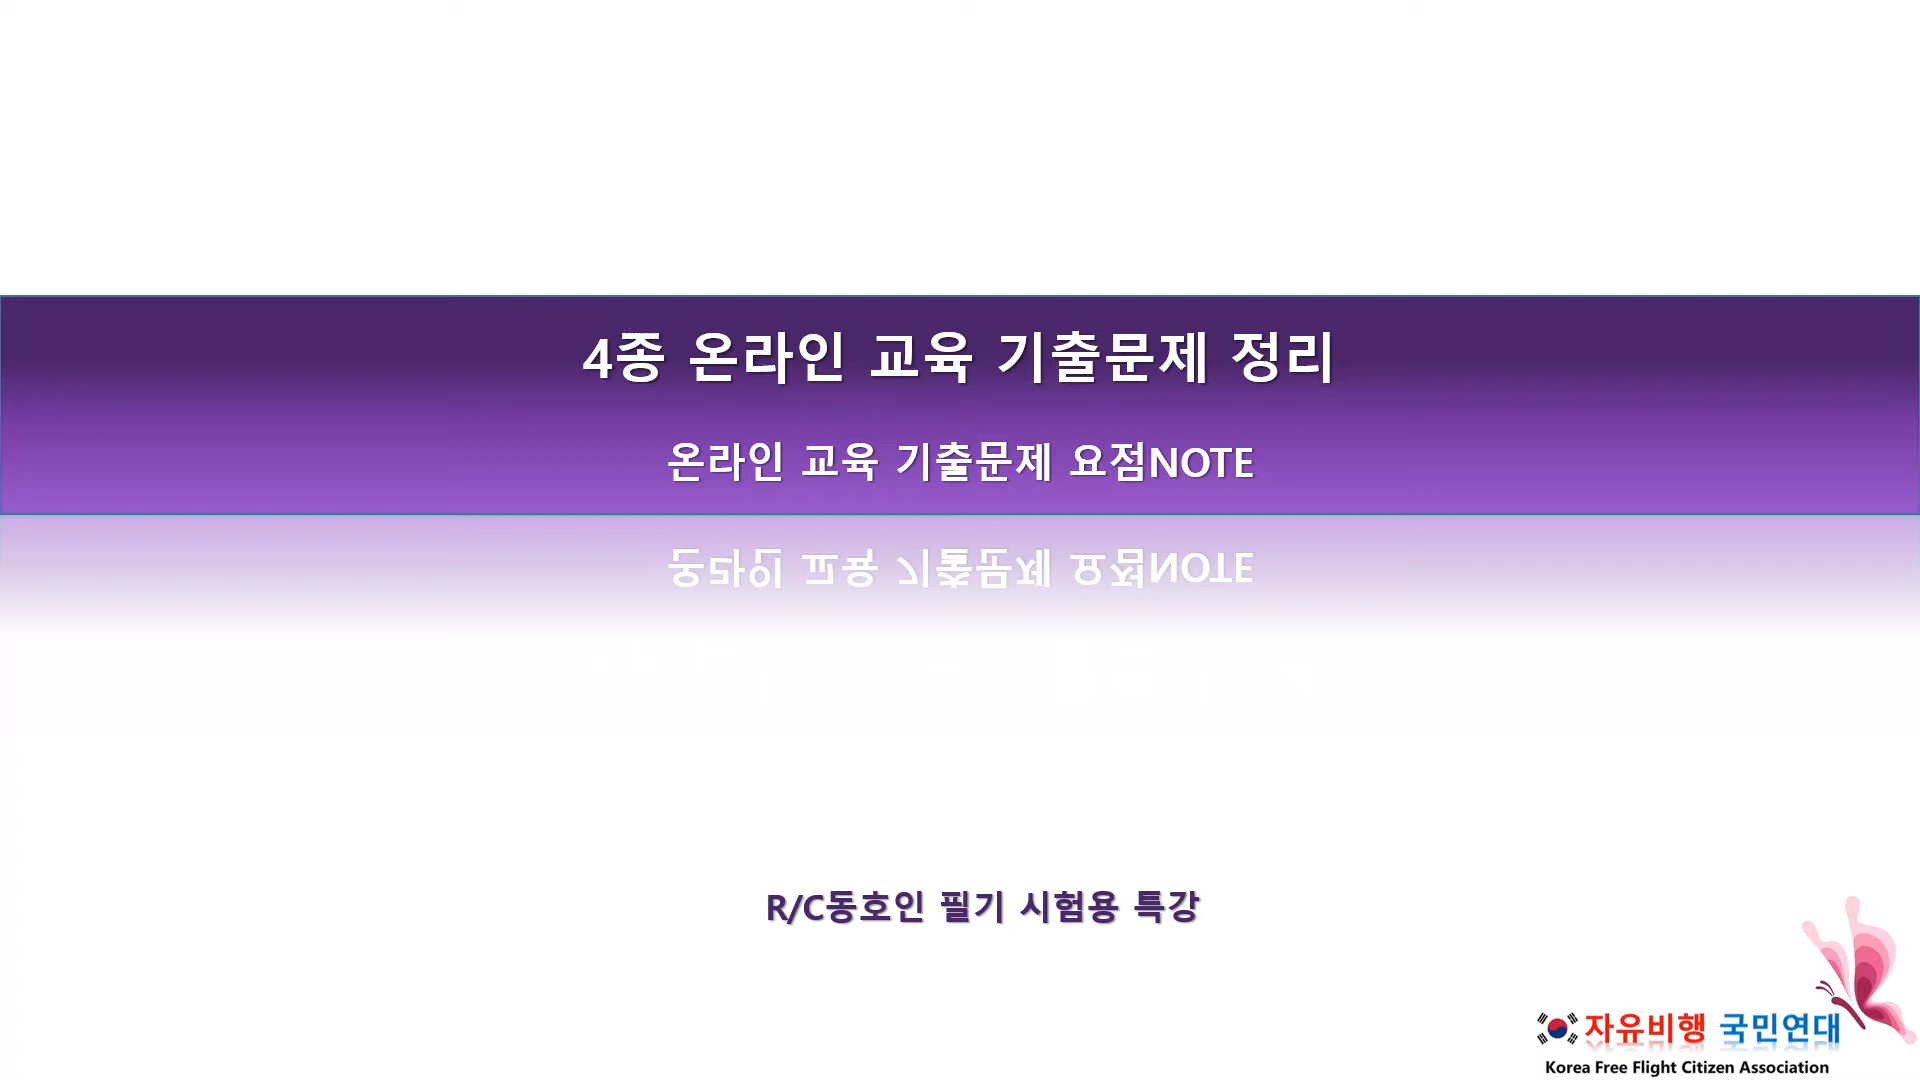 4종 온라인 교육 기출문제 정리
온라인 교육 기출문제 요점NOTE
R/C동호인 필기 시험용 특강
자유비행 국민연대
Korea Free Flight Citizen Association